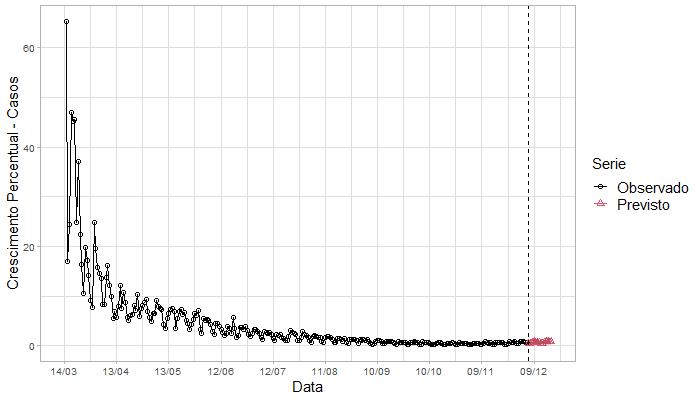 Crescimento Percentual - Casos
60
40
20
0
14/03
13/04
13/05
12/06
12/07
11/08
10/09
10/10
09/11
09/12
Data
Serie
Observado
Previsto